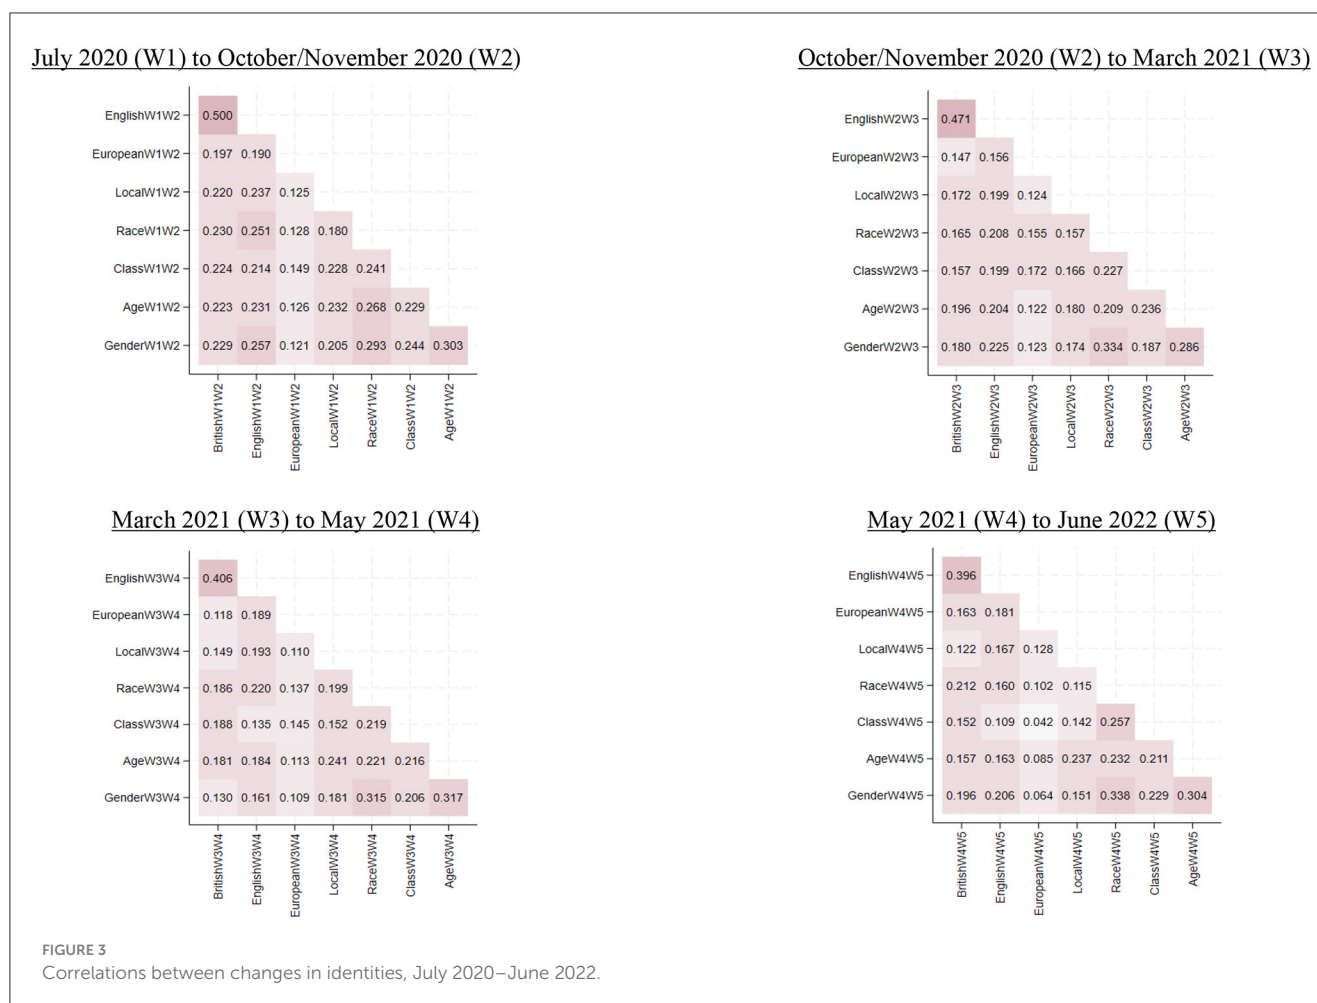 July 2020 (W1) to October/November 2020 (W2)
EnglishW1W2 0.500
EuropeanW1W2 0.197 0.190
LocalW1W2 0.220 0.237 0.125
RaceW1W2 0.230 0.251 0.128 0.180
ClassW1W2 0.224 0.214 0.149 0.228 0.241
AgeW1W2 0.223 0.231 0.126 0.232 0.268 0.229
GenderW1W2 0.229 0.257 0.121 0.205 0.293 0.244 0.303
BritishW1W2
EnglishW1W2
EuropeanW1W2
LocalW1W2
RaceW1W2
ClassW1W2
AgeW1W2
October/November 2020 (W2) to March 2021 (W3)
EnglishW2W3 0.471
EuropeanW2W3 0.147 0.156
LocalW2W3 0.172 0.199 0.124
RaceW2W3 0.165 0.208 0.155 0.157
ClassW2W3 0.157 0.199 0.172 0.166 0.227
AgeW2W3 0.196 0.204 0.122 0.180 0.209 0.236
GenderW2W3 0.180 0.225 0.123 0.174 0.334 0.187 0.286
BritishW2W3
EnglishW2W3
EuropeanW2W3
LocalW2W3
RaceW2W3
ClassW2W3
AgeW2W3
March 2021 (W3) to May 2021 (W4)
EnglishW3W4 0.406
EuropeanW3W4 0.118 0.189
LocalW3W4 0.149 0.193 0.110
RaceW3W4 0.186 0.220 0.137 0.199
ClassW3W4 0.188 0.135 0.145 0.152 0.219
AgeW3W4 0.181 0.184 0.113 0.241 0.221 0.216
GenderW3W4 0.130 0.161 0.109 0.181 0.315 0.206 0.317
BritishW3W4
EnglishW3W4
EuropeanW3W4
LocalW3W4
RaceW3W4
ClassW3W4
AgeW3W4
May 2021 (W4) to June 2022 (W5)
EnglishW4W5 0.396
EuropeanW4W5 0.163 0.181
LocalW4W5 0.122 0.167 0.128
RaceW4W5 0.212 0.160 0.102 0.115
ClassW4W5 0.152 0.109 0.042 0.142 0.257
AgeW4W5 0.157 0.163 0.085 0.237 0.232 0.211
GenderW4W5 0.196 0.206 0.064 0.151 0.338 0.229 0.304
BritishW4W5
EnglishW4W5
EuropeanW4W5
LocalW4W5
RaceW4W5
ClassW4W5
AgeW4W5
FIGURE 3
Correlations between changes in identities, July 2020–June 2022.